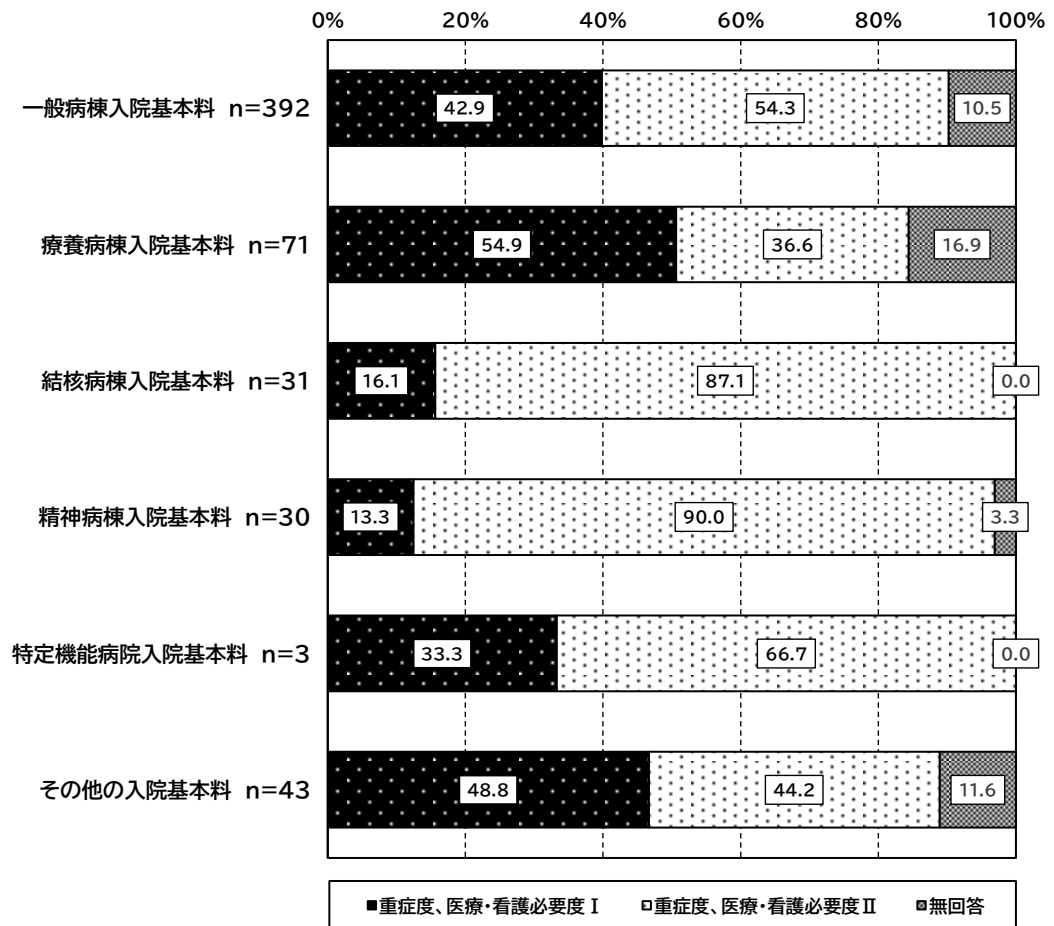 0% 20% 40% 60% 80% 100%
一般病棟入院基本料 n=392 42.9 54.3 10.5
療養病棟入院基本料 n=71 54.9 36.6 16.9
結核病棟入院基本料 n=31 16.1 87.1 0.0
精神病棟入院基本料 n=30 13.3 90.0 3.3
特定機能病院入院基本料 n=3 33.3 66.7 0.0
その他の入院基本料 n=43 48.8 44.2 11.6
重症度、医療・看護必要度Ⅰ 重症度、医療・看護必要度Ⅱ 無回答